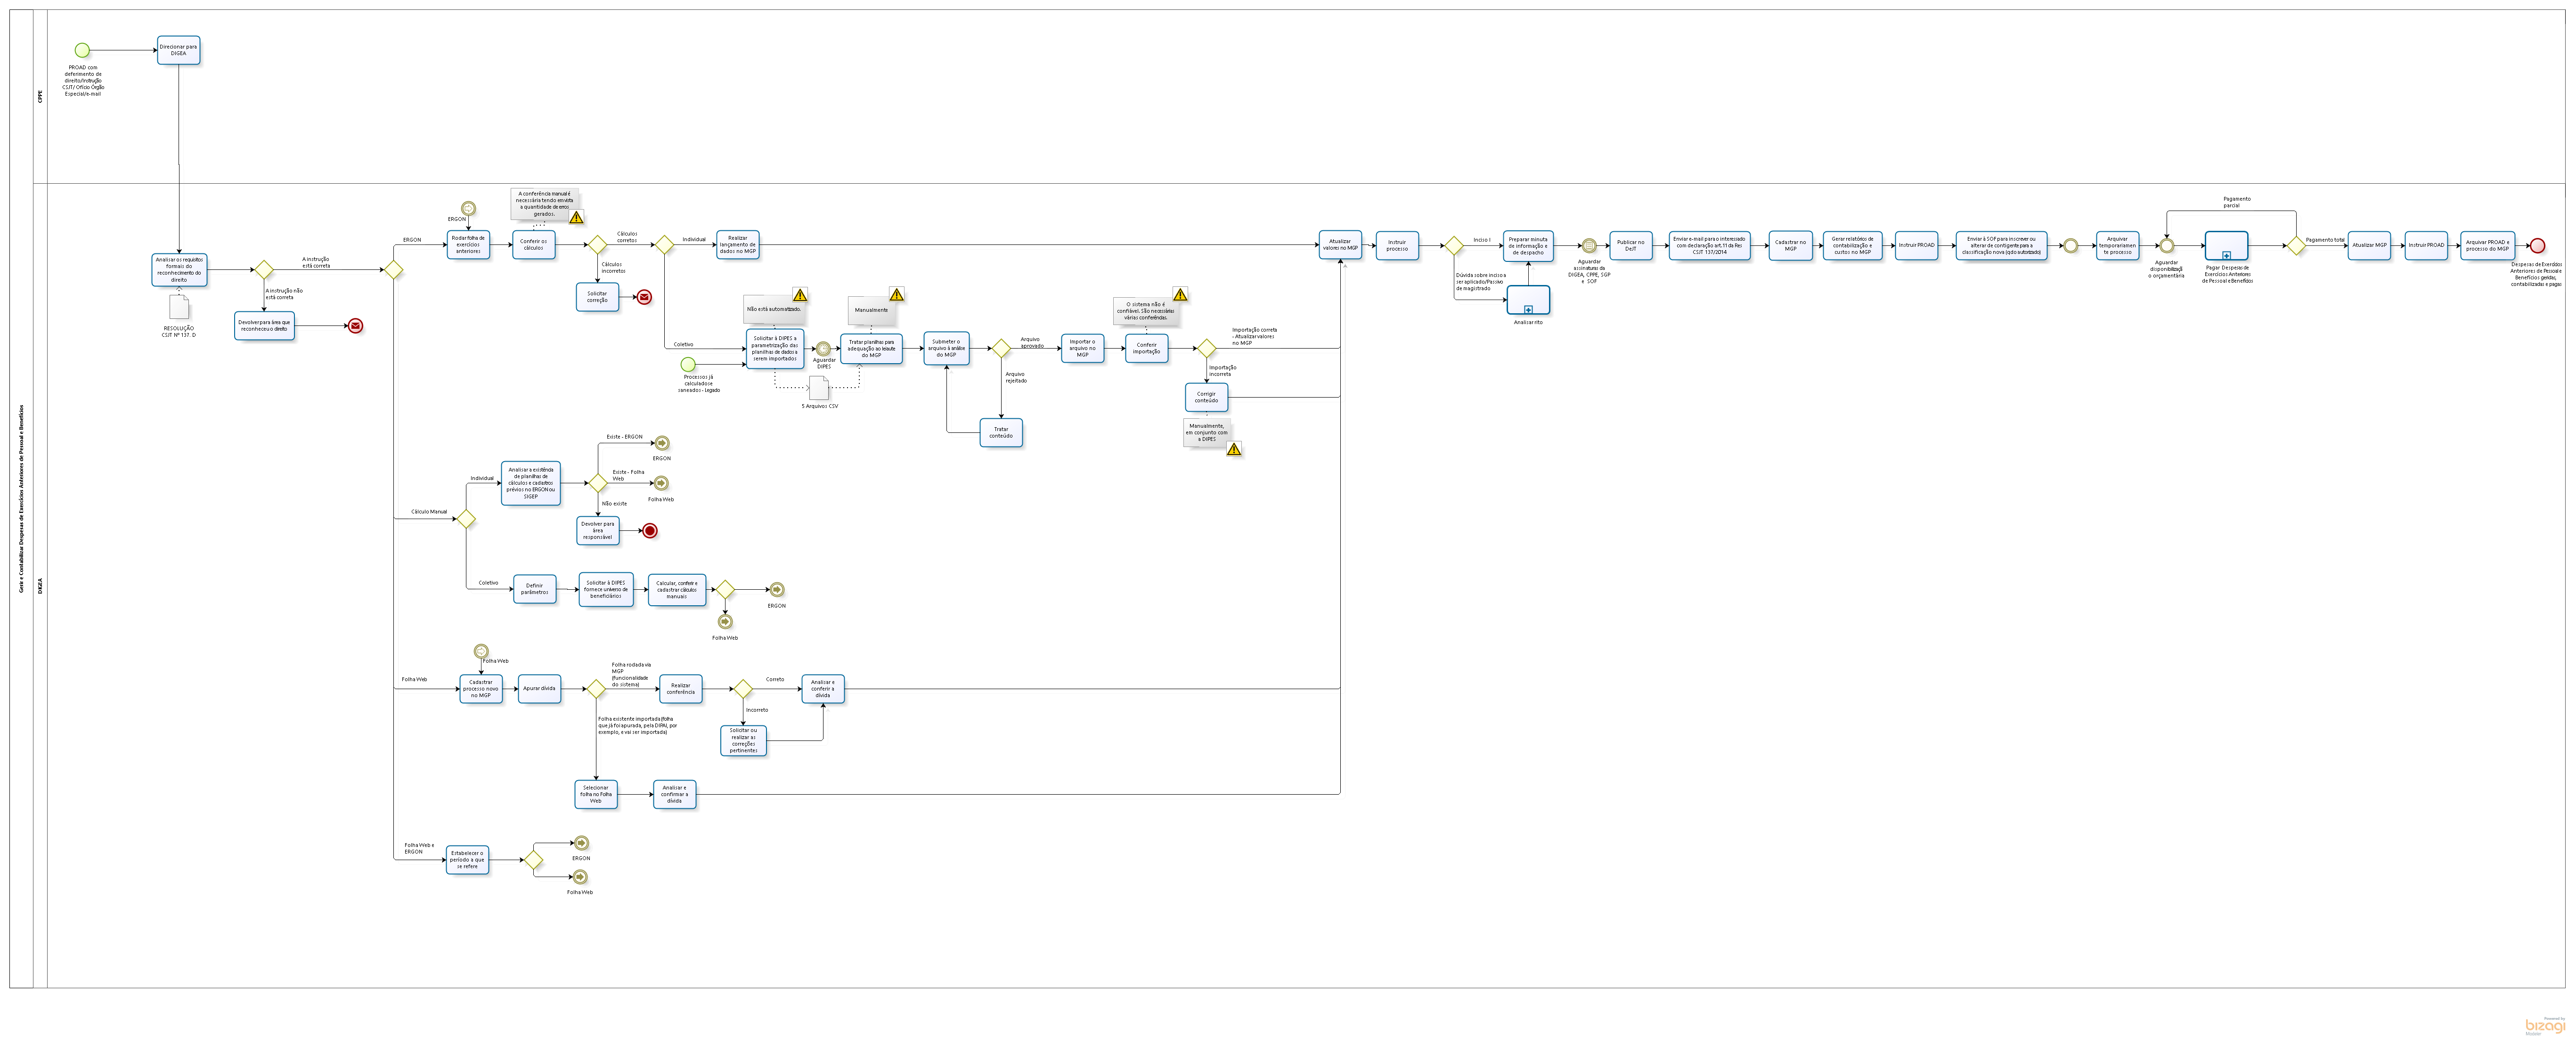 Gerir e Contabilizar Despesas de Exercícios Anteriores de Pessoal e Benefícios
CPPE
PROAD com
deferimento de
direito/Instrução
CSJT/ Ofício Órgão
Especial/e-mail
Direcionar para
DIGEA
DIGEA
Analisar os requisitos
formais do
reconhecimento do
direito
RESOLUÇÃO
CSJT Nº 137. D
A instrução
está correta
A instrução não
está correta
Devolver para área que
reconheceu o direito
ERGON
ERGON
Rodar folha de
exercícios
anteriores
A conferência manual é
necessária tendo em vista
a quantidade de erros
gerados.
Conferir os
cálculos
Cálculos
corretos
Cálculos
incorretos
Solicitar
correção
Individual
Realizar
lançamento de
dados no MGP
Coletivo
Processos já
calculados e
saneados - Legado
Não está automatizado.
Solicitar à DIPES a
parametrização das
planilhas de dados a
serem importados
Aguardar
DIPES
5 Arquivos CSV
Manualmente
Tratar planilhas para
adequação ao leiaute
do MGP
Submeter o
arquivo à análise
do MGP
Arquivo
aprovado
Arquivo
rejeitado
Tratar
conteúdo
Importar o
arquivo no
MGP
O sistema não é
confiável. São necessárias
várias conferências.
Conferir
importação
Importação correta
- Atualizar valores
no MGP
Importação
incorreta
Corrigir
conteúdo
Manualmente,
em conjunto com
a DIPES
Atualizar
valores no MGP
Instruir
processo
Inciso I
Dúvida sobre inciso a
ser aplicado/Passivo
de magistrado
Analisar rito
Preparar minuta
de informação e
de despacho
Aguardar
assinaturas da
DIGEA, CPPE, SGP
e SOF
Publicar no
DeJT
Enviar e-mail para o interessado
com declaração art.11 da Res
CSJT 137/2014
Cadastrar no
MGP
Gerar relatórios de
contabilização e
custos no MGP
Instruir PROAD
Enviar à SOF para inscrever ou
alterar de contigente para a
classificação nova (qdo autorizado)
Arquivar
temporariamen
te processo
Aguardar
disponibilizaçã
o orçamentária
Pagar Despesas de
Exercícios Anteriores
de Pessoal e Benefícios
Pagamento
parcial
Pagamento total
Atualizar MGP
Instruir PROAD
Arquivar PROAD e
processo do MGP
Despesas de Exercícios
Anteriores de Pessoal e
Benefícios geridas,
contabilizadas e pagas
Cálculo Manual
Individual
Analisar a existência
de planilhas de
cálculos e cadastros
prévios no ERGON ou
SIGEP
Existe - ERGON
ERGON
Existe - Folha
Web
Folha Web
Não existe
Devolver para
área
responsável
Coletivo
Definir
parâmetros
Solicitar à DIPES
fornece universo de
beneficiários
Calcular, conferir e
cadastrar cálculos
manuais
ERGON
Folha Web
Folha Web
Folha Web
Cadastrar
processo novo
no MGP
Apurar dívida
Folha rodada via
MGP
(funcionalidade
do sistema)
Realizar
conferência
Correto
Incorreto
Solicitar ou
realizar as
correções
pertinentes
Analisar e
conferir a
dívida
Folha existente importada (folha
que já foi apurada, pela DIPAJ, por
exemplo, e vai ser importada)
Selecionar
folha no Folha
Web
Analisar e
confirmar a
dívida
Folha Web e
ERGON
Estabelecer o
período a que
se refere
ERGON
Folha Web
Powered by
bizagi
Modeler